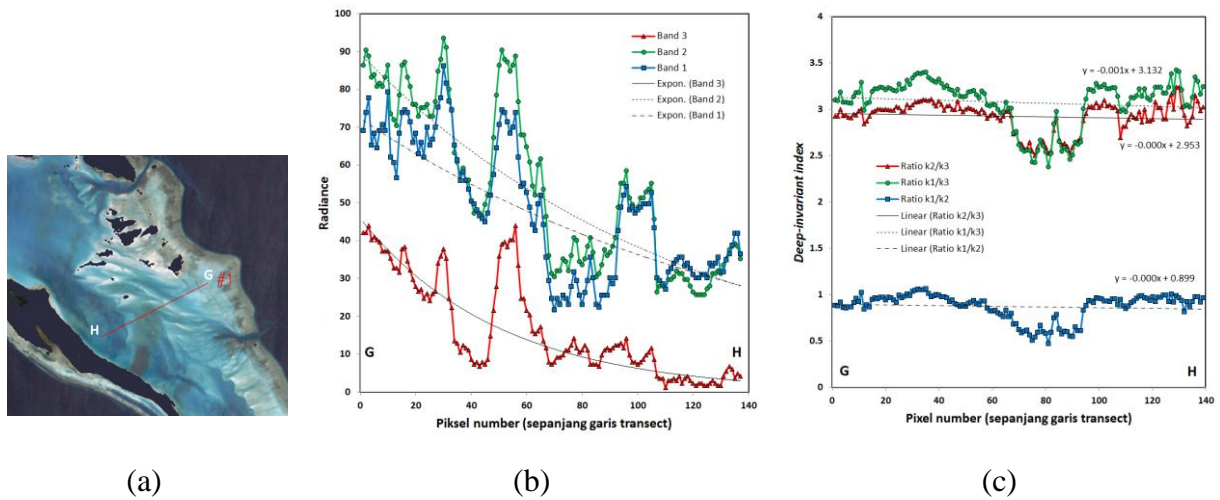 G
#1
H
Radiance
100
90
80
70
60
50
40
30
20
10
0
Band 3
Band 2
Band 1
Expon. (Band 3)
Expon. (Band 2)
Expon. (Band 1)
G
H
0 20 40 60 80 100 120 140
Piksel number (sepanjang garis transect)
Deep-invariant index
4
3.5
3
2.5
2
1.5
1
0.5
0
y = -0.001x + 3.132
y = -0.000x + 2.953
Ratio k2/k3
Ratio k1/k3
Ratio k1/k2
Linear (Ratio k2/k3)
Linear (Ratio k1/k3)
Linear (Ratio k1/k2)
y = -0.000x + 0.899
G
H
0 20 40 60 80 100 120 140
Pixel number (sepanjang garis transect)
(a)
(b)
(c)